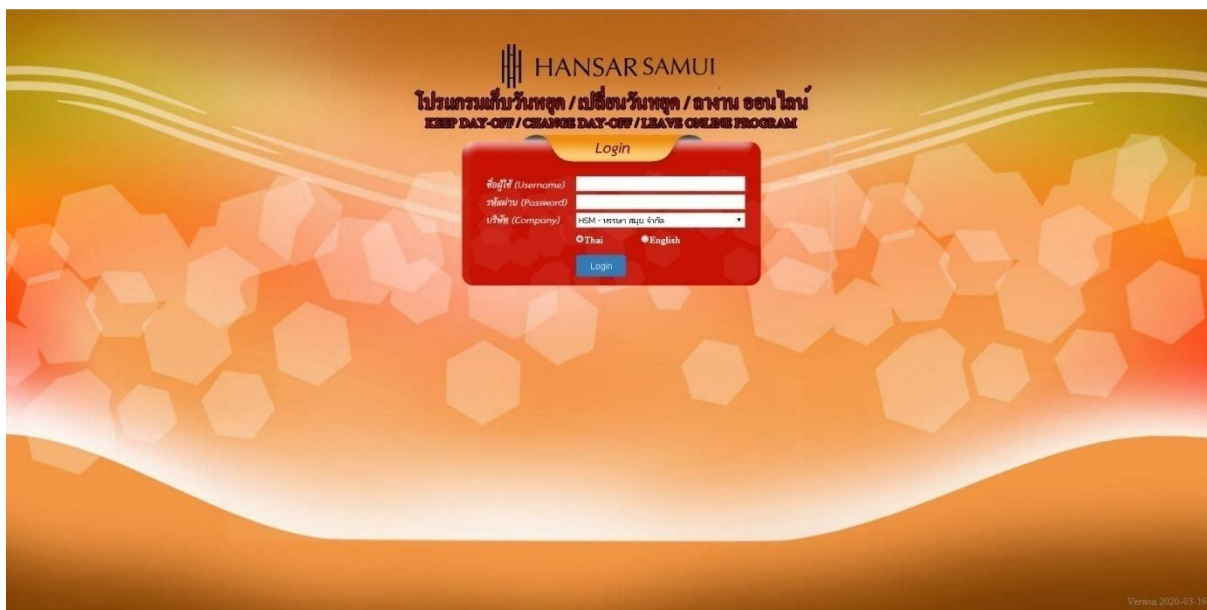 HANSAR SAMUI
โปรแกรมเก็บวันหยุด / เปลี่ยนวันหยุด / ลางาน ออนไลน์
KEEP DAY-OFF / CHANGE DAY-OFF / LEAVE ONLINE PROGRAM
Login
ชื่อผู้ใช้ (Username)
รหัสผ่าน (Password)
บริษัท (Company) HSM - หรรษา สมุย จำกัด
Thai English
Login
Version 2020-03-16